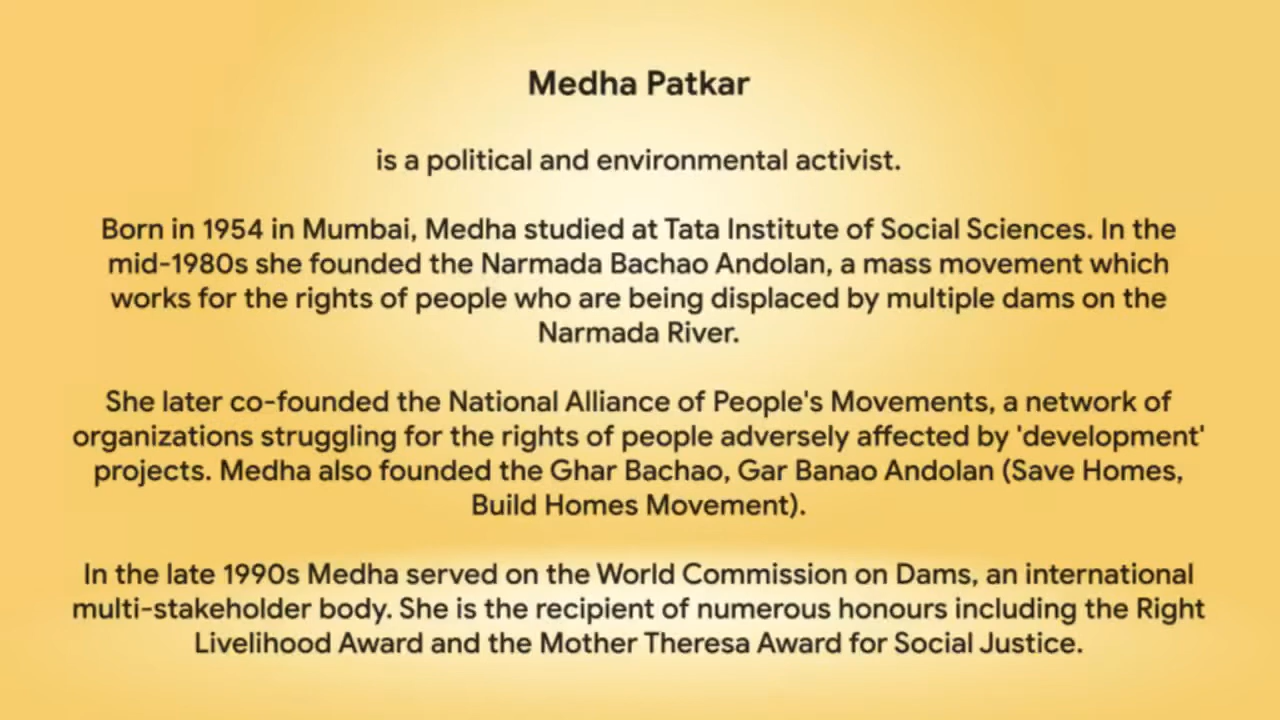 Medha Patkar
is a political and environmental activist.
Born in 1954 in Mumbai, Medha studied at Tata Institute of Social Sciences. In the
mid-1980s she founded the Narmada Bachao Andolan, a mass movement which
works for the rights of people who are being displaced by multiple dams on the
Narmada River.
She later co-founded the National Alliance of People's Movements, a network of
organizations struggling for the rights of people adversely affected by 'development'
projects. Medha also founded the Ghar Bachao, Gar Banao Andolan (Save Homes,
Build Homes Movement).
In the late 1990s Medha served on the World Commission on Dams, an international
multi-stakeholder body. She is the recipient of numerous honours including the Right
Livelihood Award and the Mother Theresa Award for Social Justice.